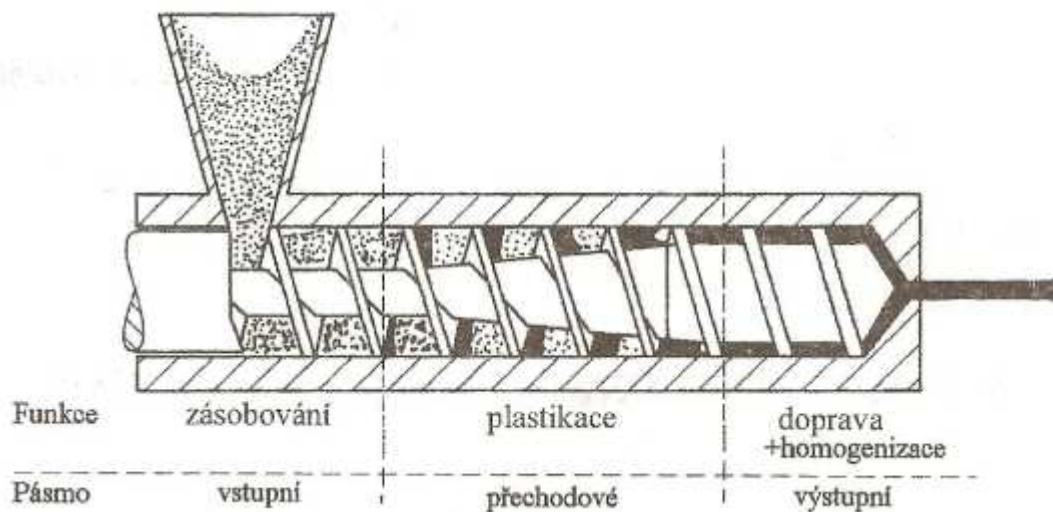 Funkce zásobování plastikace doprava
+homogenizace
Pásmo vstupní přechodové výstupní